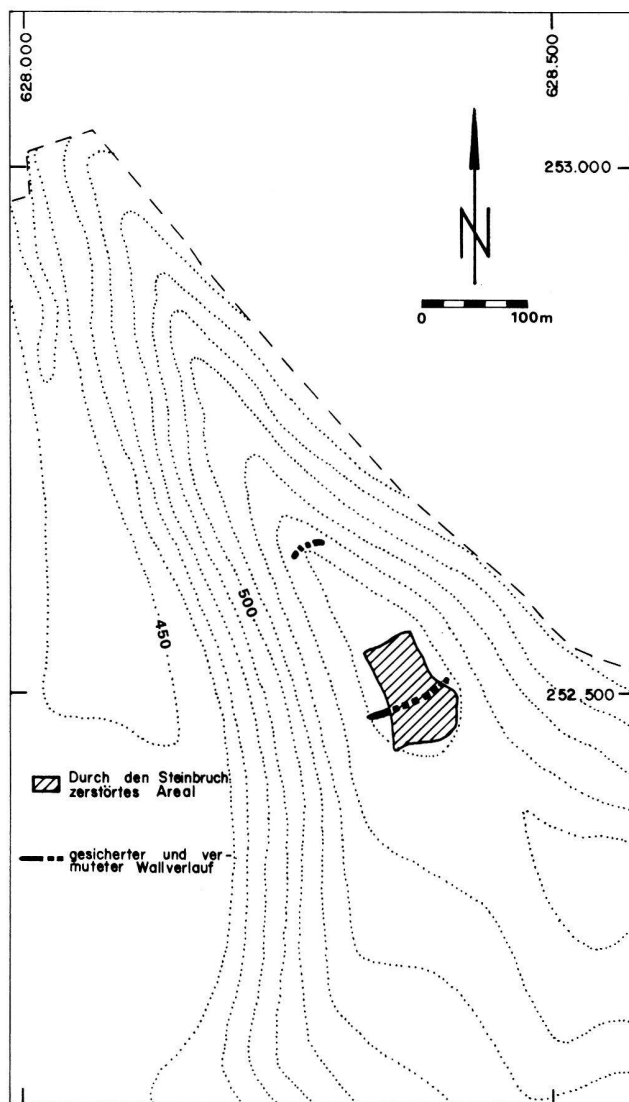 628.000
628.500
253.000
N
0 100m
500
450
252.500
Durch den Steinbruch
zerstörtes Areal
gesicherter und ver-
muteter Wallverlauf